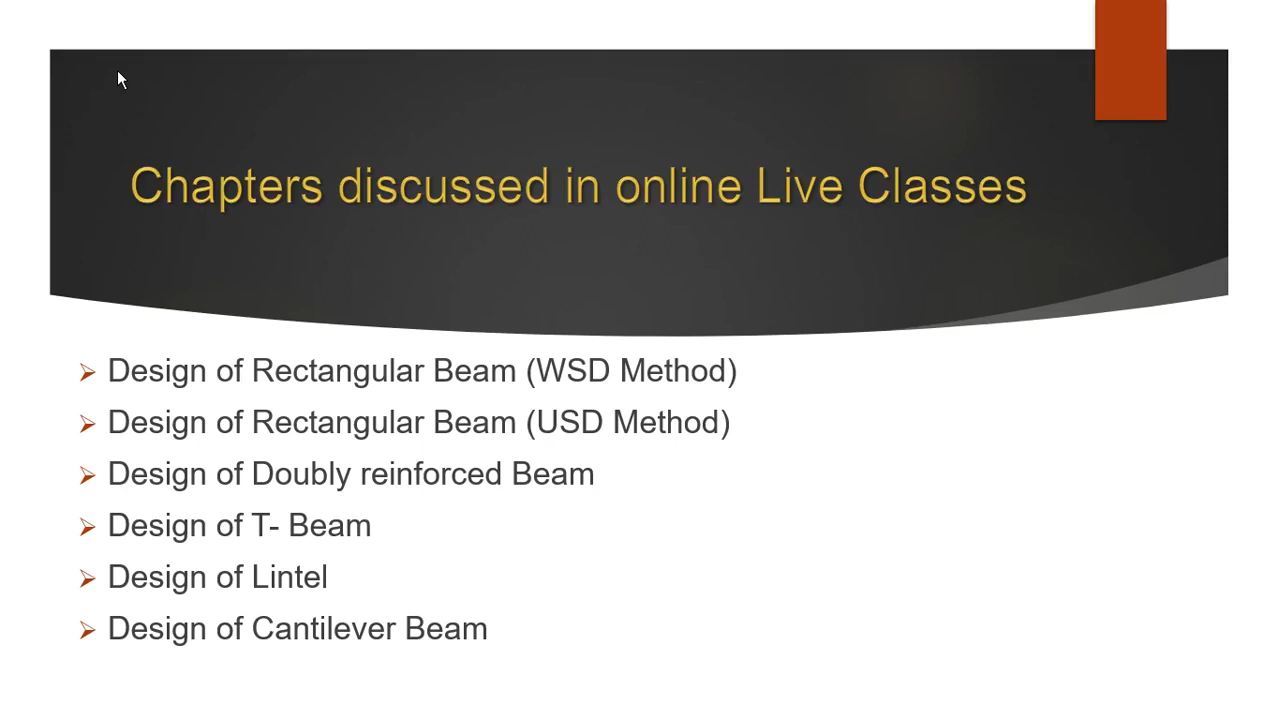 Chapters discussed in online Live Classes
Design of Rectangular Beam (WSD Method)
Design of Rectangular Beam (USD Method)
Design of Doubly reinforced Beam
Design of T- Beam
Design of Lintel
Design of Cantilever Beam